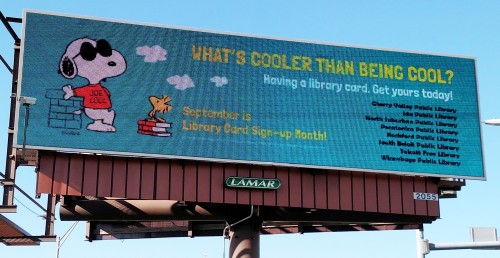 WHAT'S COOLER THAN BEING COOL?
Having a library card. Get yours today!
JOE
COOL
September is
Library Card Sign-up Month!
Cherry Valley Public Library
Ida Public Library
North Suburban Public Library
Pecatonica Public Library
Rockford Public Library
South Beloit Public Library
Talcott Free Library
Winnebago Public Library
LAMAR
2055